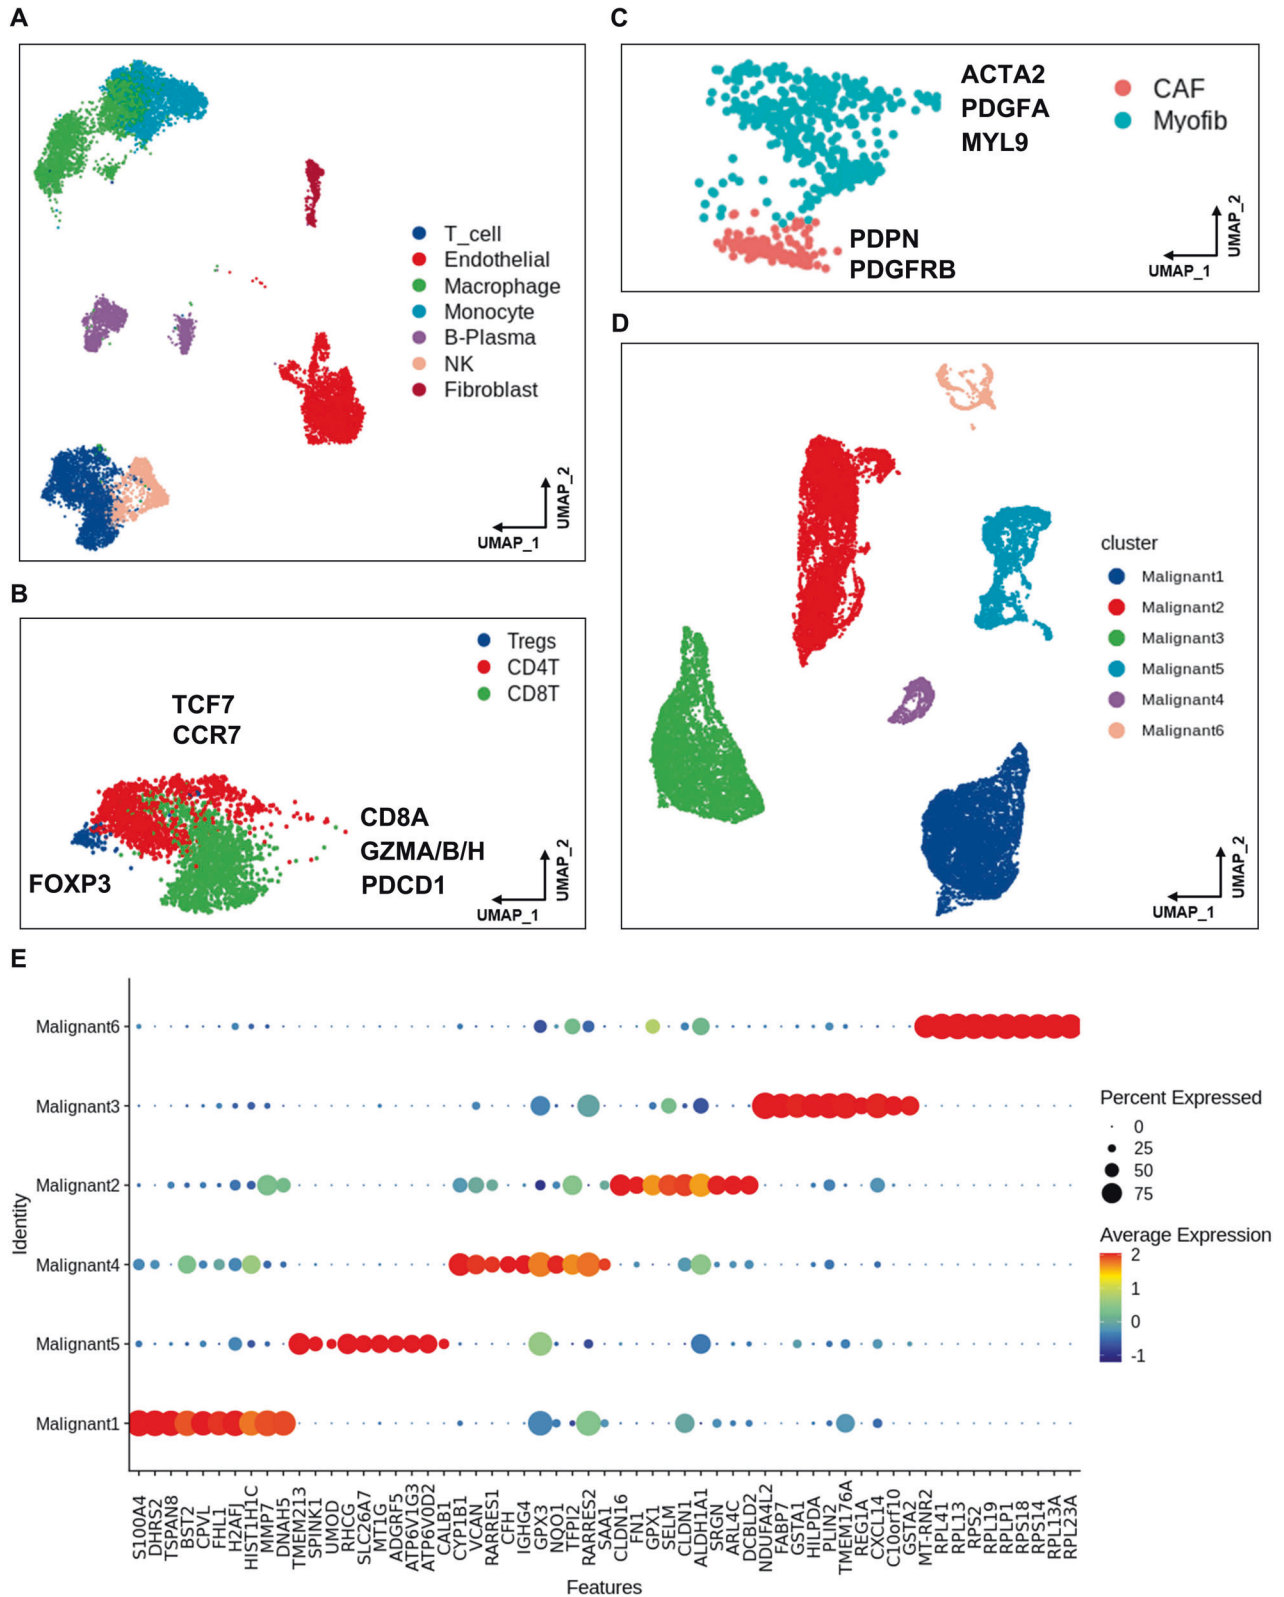 A
T_cell
Endothelial
Macrophage
Monocyte
B-Plasma
NK
Fibroblast
UMAP_1
UMAP_2
B
Tregs
CD4T
CD8T
TCF7
CCR7
CD8A
GZMA/B/H
PDCD1
FOXP3
UMAP_1
UMAP_2
C
ACTA2
PDGFA
MYL9
CAF
Myofib
PDPN
PDGFRB
UMAP_1
UMAP_2
D
cluster
Malignant1
Malignant2
Malignant3
Malignant5
Malignant4
Malignant6
UMAP_1
UMAP_2
E
Identity
Malignant6
Malignant3
Malignant2
Malignant4
Malignant5
Malignant1
S100A4
DHRS2
TSPAN8
BST2
CPVL
FHL1
H2AFJ
HIST1H1C
MMP7
DNAH5
TMEM213
SPINK1
UMOD
RHCG
SLC26A7
MT1G
ADGRF5
ATP6V1G3
ATP6V0D2
CALB1
CYP1B1
VCAN
RARRES1
CFH
IGHG4
GPX3
NQO1
TFPI2
RARRES2
SAA1
CLDN16
FN1
GPX1
SELM
CLDN1
ALDH1A1
SRGN
ARL4C
DCBLD2
NDUFA4L2
FABP7
GSTA1
HILPDA
PLIN2
TMEM176A
REG1A
CXCL14
C10orf10
GSTA2
MT-RNR2
RPL41
RPL13
RPS2
RPL19
RPLP1
RPS18
RPS14
RPL13A
RPL23A
Features
Percent Expressed
0
25
50
75
Average Expression
2
1
0
-1